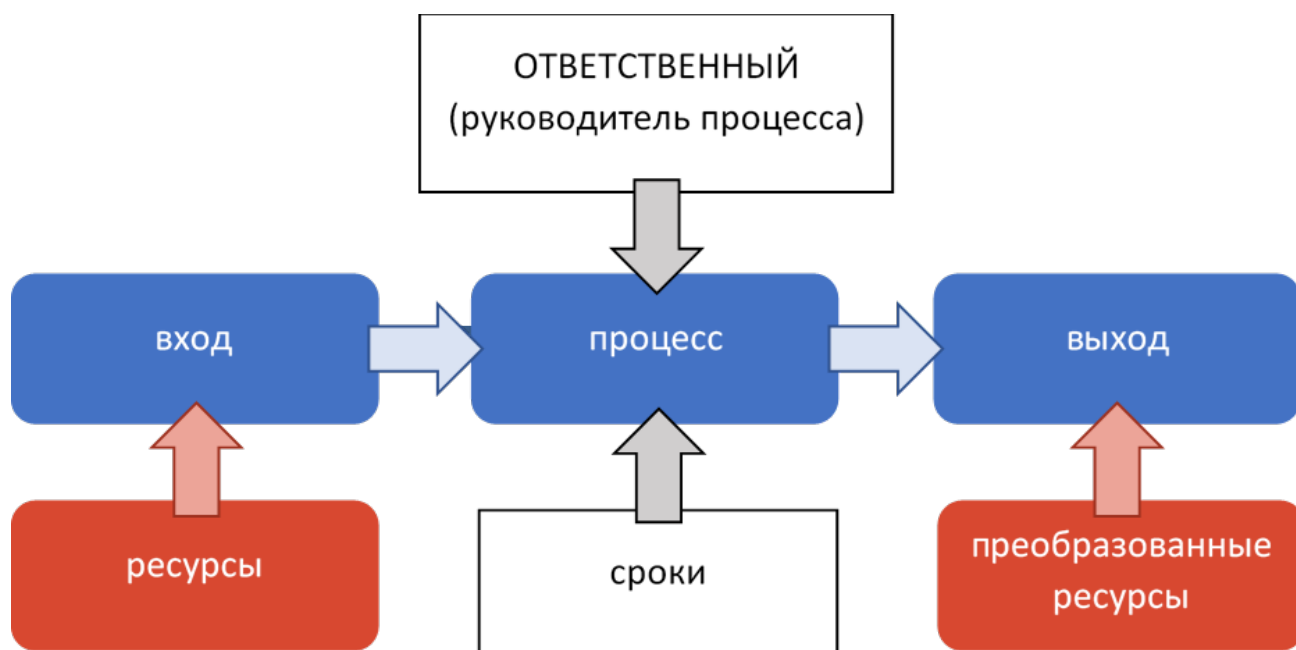 ОТВЕТСТВЕННЫЙ
(руководитель процесса)
вход
процесс
выход
ресурсы
сроки
преобразованные
ресурсы